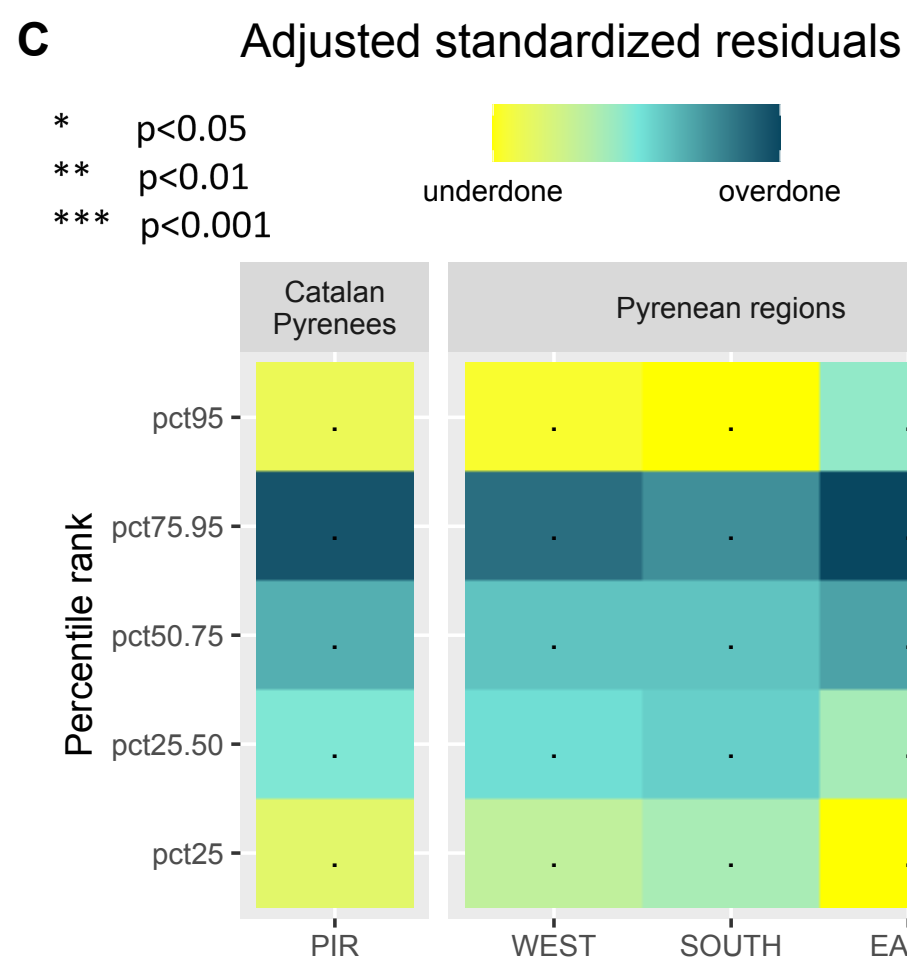 C
Adjusted standardized residuals
* p<0.05
** p<0.01
*** p<0.001
underdone
overdone
Catalan
Pyrenees
Pyrenean regions
Percentile rank
pct95
pct75.95
pct50.75
pct25.50
pct25
PIR
WEST
SOUTH
EA